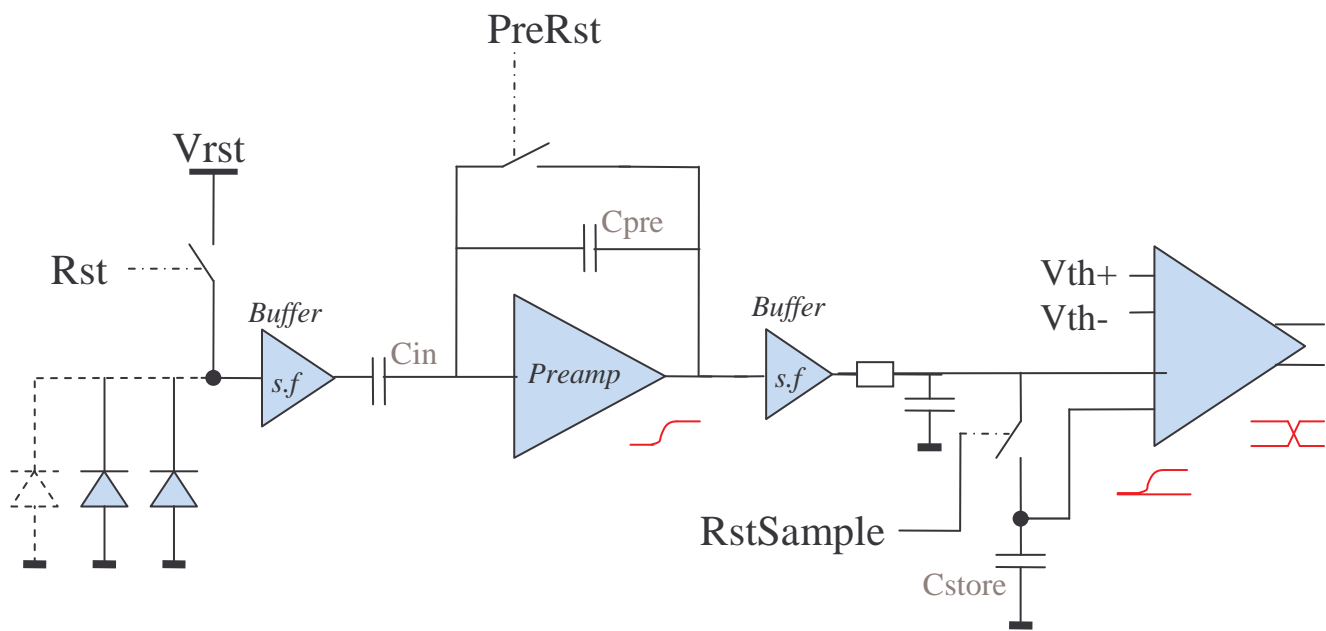 PreRst
Vrst
Cpre
Rst
Buffer
Cin
Preamp
s.f
Buffer
s.f
Vth+
Vth-
RstSample
Cstore